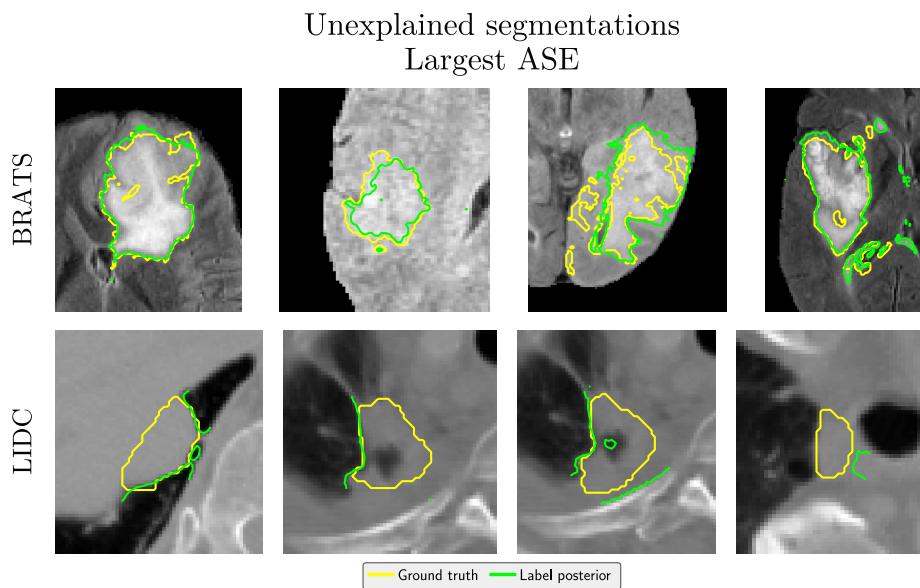 Unexplained segmentations
Largest ASE
BRATS
LIDC
Ground truth
Label posterior